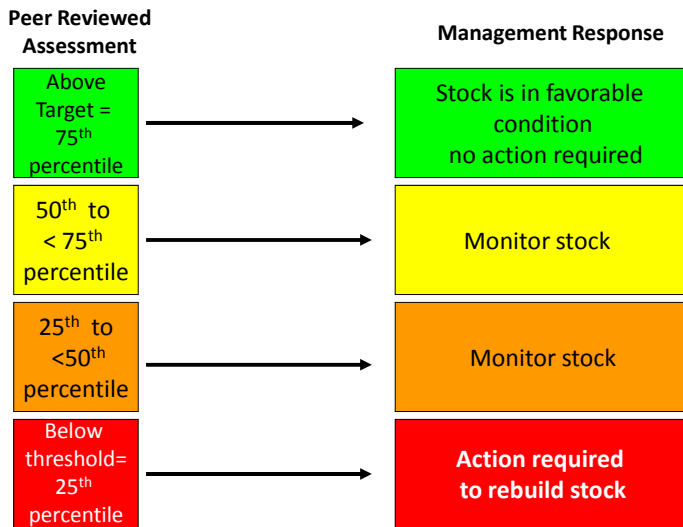 Peer Reviewed
Assessment
Management Response
Above
Target =
75th
percentile
Stock is in favorable
condition
no action required
50th to
< 75th
percentile
Monitor stock
25th to
<50th
percentile
Monitor stock
Below
threshold=
25th
percentile
Action required
to rebuild stock